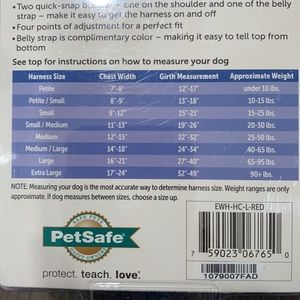 • Two quick-snap buckles, one on the shoulder and one of the belly
strap – make it easy to get the harness on and off
• Four points of adjustment for a perfect fit
• Belly strap is complimentary color – making it easy to tell top from
bottom
See top for instructions on how to measure your dog
Harness Size Chest Width Girth Measurement Approximate Weight
Petite 7"-8" 12"-17" under 10 lbs.
Petite / Small 8"-9" 13"-18" 10-15 lbs.
Small 9"-12" 15"-21" 15-25 lbs.
Small / Medium 11"-13" 19"-26" 20-30 lbs.
Medium 12"-15" 22"-32" 25-50 lbs.
Medium / Large 14"-18" 24"-34" 40-65 lbs.
Large 16"-21" 27"-40" 65-95 lbs.
Extra Large 17"-24" 32"-49" 90+ lbs.
NOTE: Measuring your dog is the most accurate way to determine harness size. Weight ranges are only
approximate. If dog measures between sizes, choose a size up.
EWH-HC-L-RED
PetSafe®
protect. teach. love.
7 59023 06765 0
1079007FAD